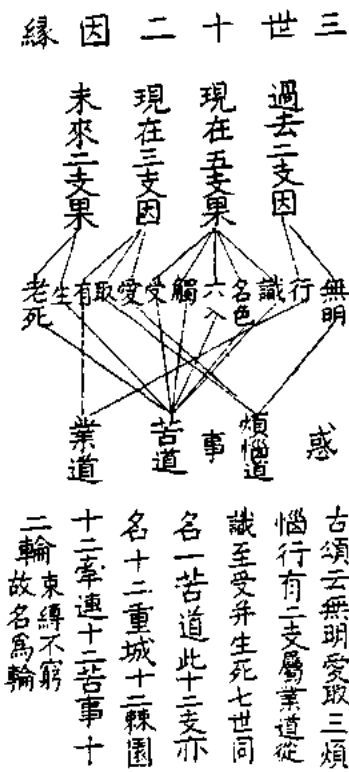 三世十二因緣
過去二支因
現在五支果
現在三支因
未來二支果
無明
行
識
名色
六入
觸
受
愛
取
有
生
老死
惑
煩惱道
事
苦道
業道
古頌云無明愛取三煩
惱行有二支屬業道從
識至受并生死七世同
名一苦道此十二支亦
名十二重城十二棘園
十二牽連十二苦事十
二輪束縛不窮故名為輪